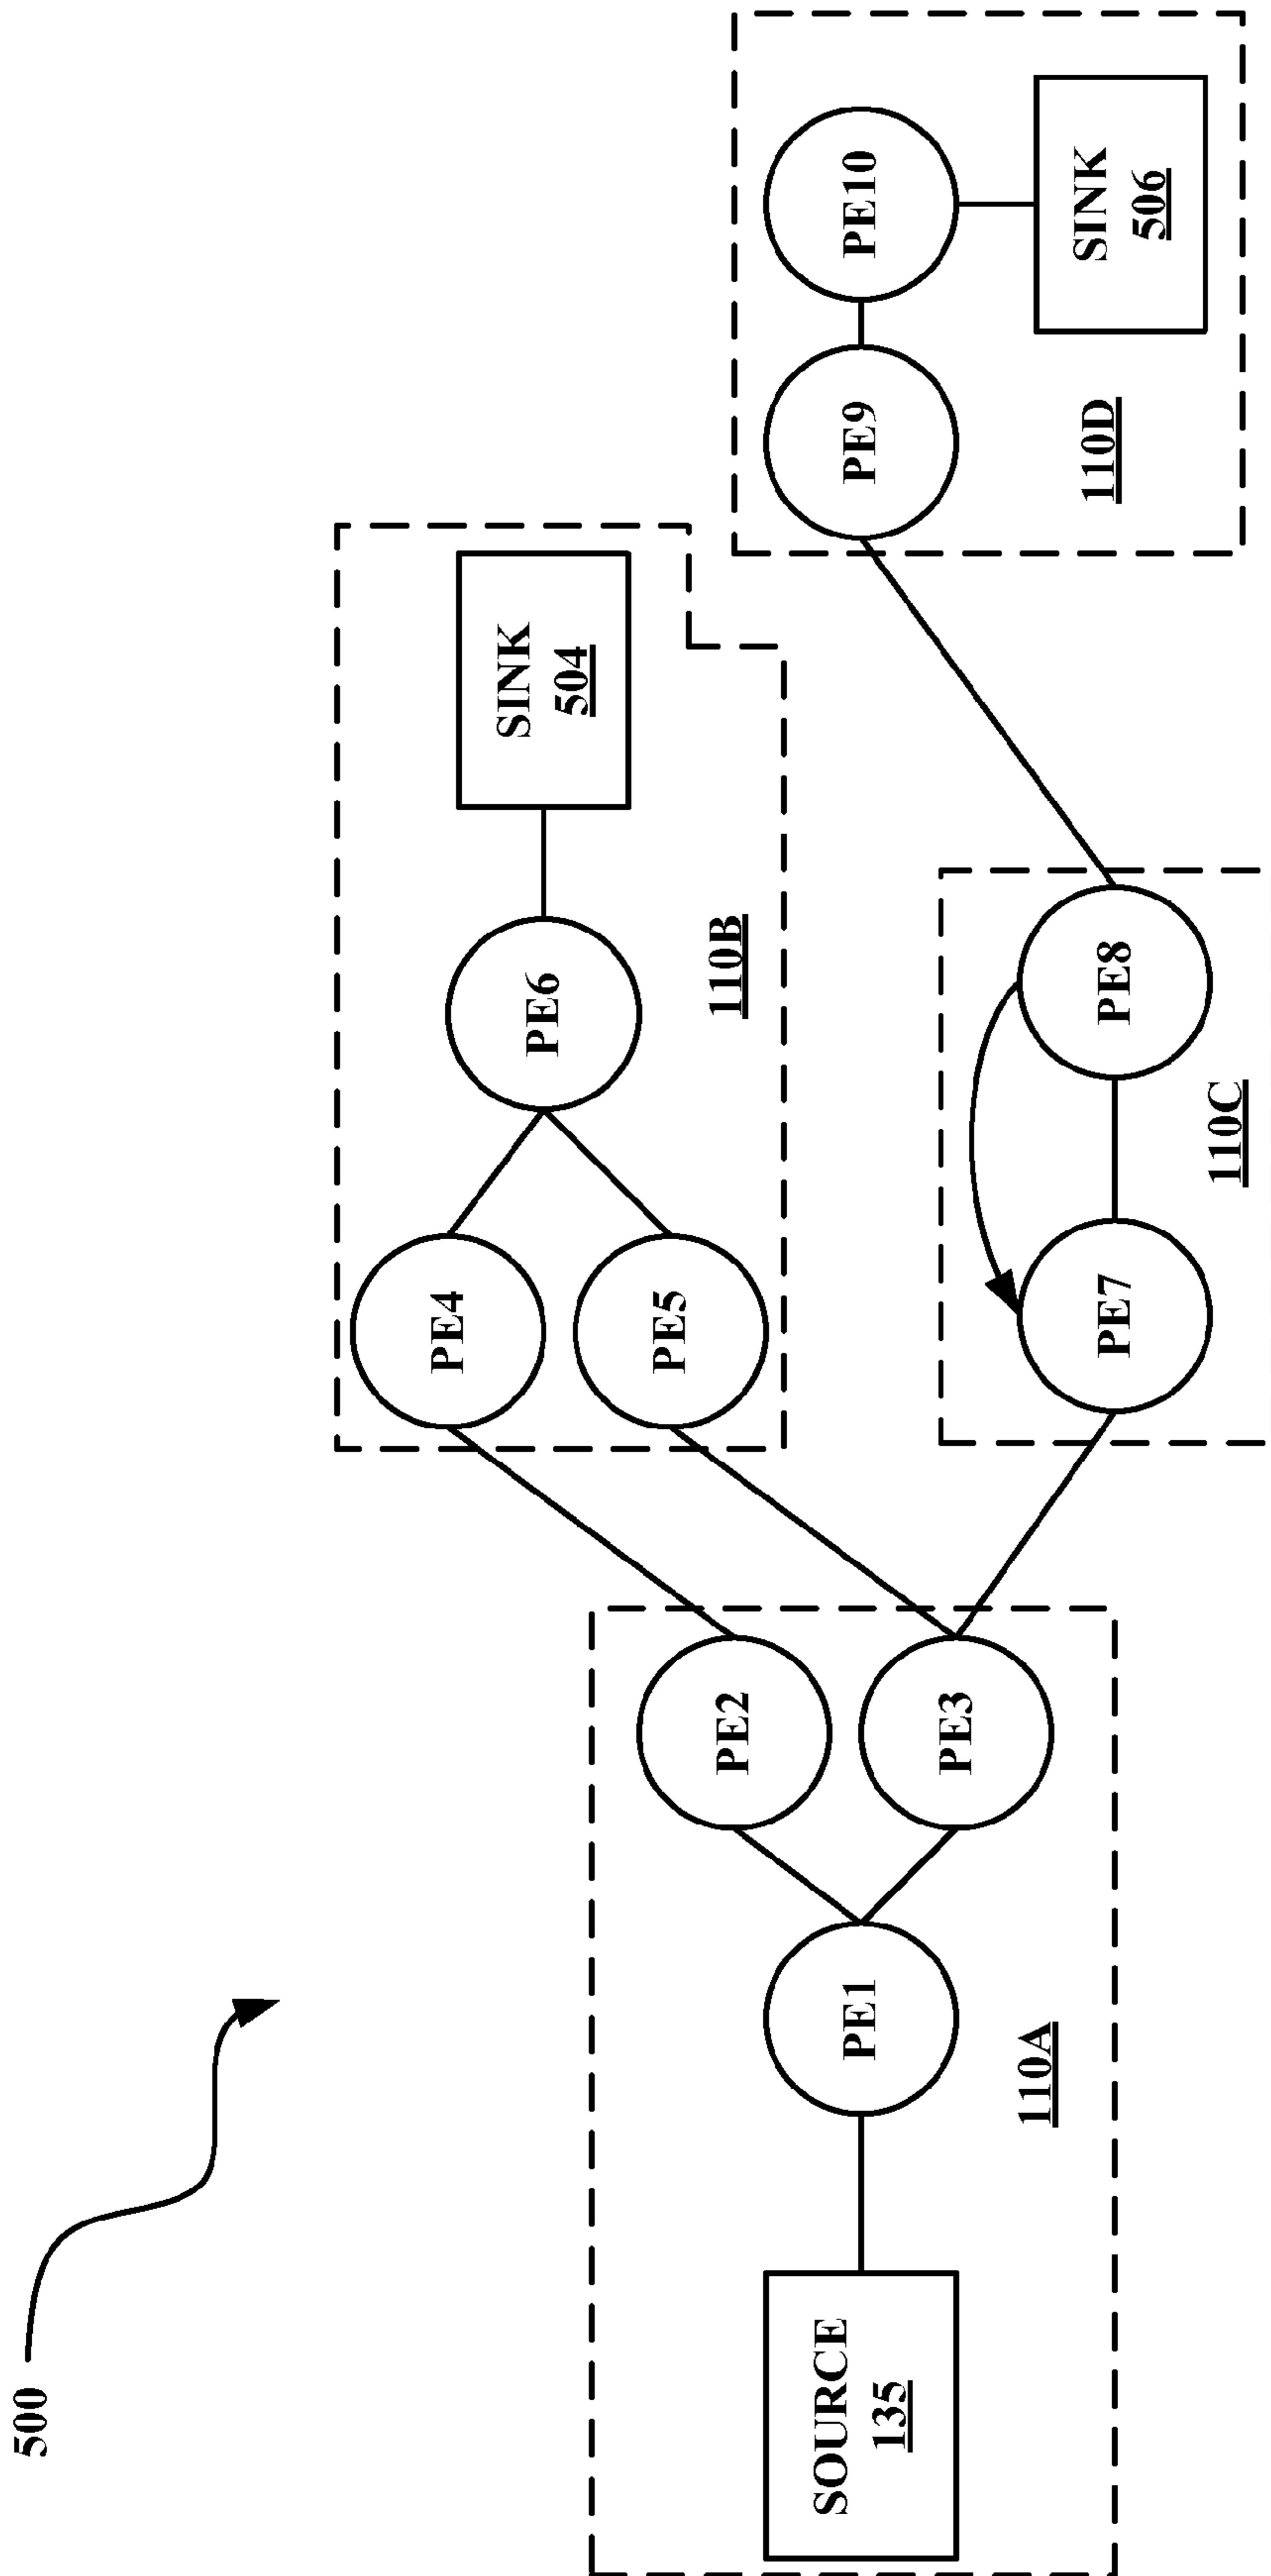 500
SOURCE
135
PE1
110A
PE2
PE3
PE4
PE5
PE6
SINK
504
110B
PE7
PE8
110C
PE9
PE10
SINK
506
110D